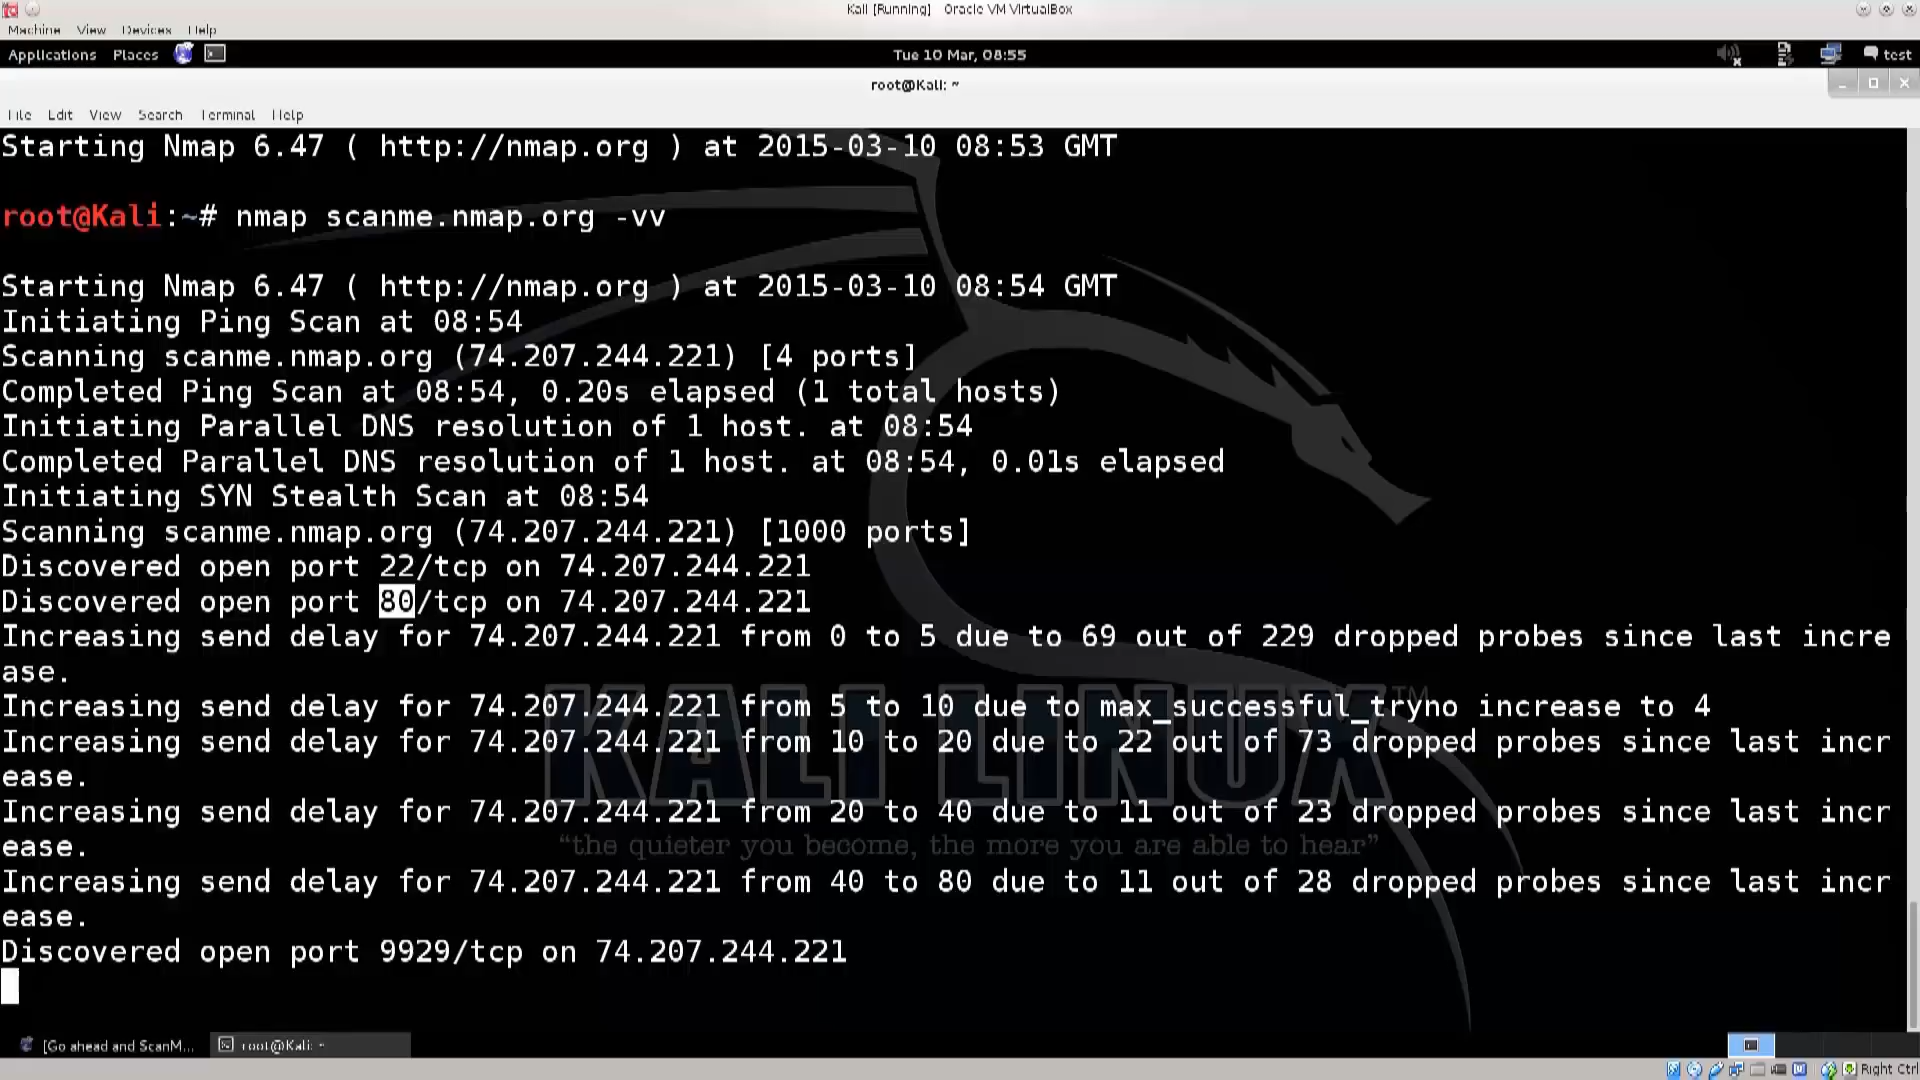 Kali [Running] - Oracle VM VirtualBox
Machine View Devices Help
Applications Places Tue 10 Mar, 08:55 test
root@Kali: ~
File Edit View Search Terminal Help
Starting Nmap 6.47 ( http://nmap.org ) at 2015-03-10 08:53 GMT
root@Kali:~# nmap scanme.nmap.org -vv
Starting Nmap 6.47 ( http://nmap.org ) at 2015-03-10 08:54 GMT
Initiating Ping Scan at 08:54
Scanning scanme.nmap.org (74.207.244.221) [4 ports]
Completed Ping Scan at 08:54, 0.20s elapsed (1 total hosts)
Initiating Parallel DNS resolution of 1 host. at 08:54
Completed Parallel DNS resolution of 1 host. at 08:54, 0.01s elapsed
Initiating SYN Stealth Scan at 08:54
Scanning scanme.nmap.org (74.207.244.221) [1000 ports]
Discovered open port 22/tcp on 74.207.244.221
Discovered open port 80/tcp on 74.207.244.221
Increasing send delay for 74.207.244.221 from 0 to 5 due to 69 out of 229 dropped probes since last incre
ase.
Increasing send delay for 74.207.244.221 from 5 to 10 due to max_successful_tryno increase to 4
Increasing send delay for 74.207.244.221 from 10 to 20 due to 22 out of 73 dropped probes since last incr
ease.
Increasing send delay for 74.207.244.221 from 20 to 40 due to 11 out of 23 dropped probes since last incr
ease.
Increasing send delay for 74.207.244.221 from 40 to 80 due to 11 out of 28 dropped probes since last incr
ease.
Discovered open port 9929/tcp on 74.207.244.221
KALI LINUX™
“the quieter you become, the more you are able to hear”
[Go ahead and ScanM... root@Kali: ~
Right Ctrl